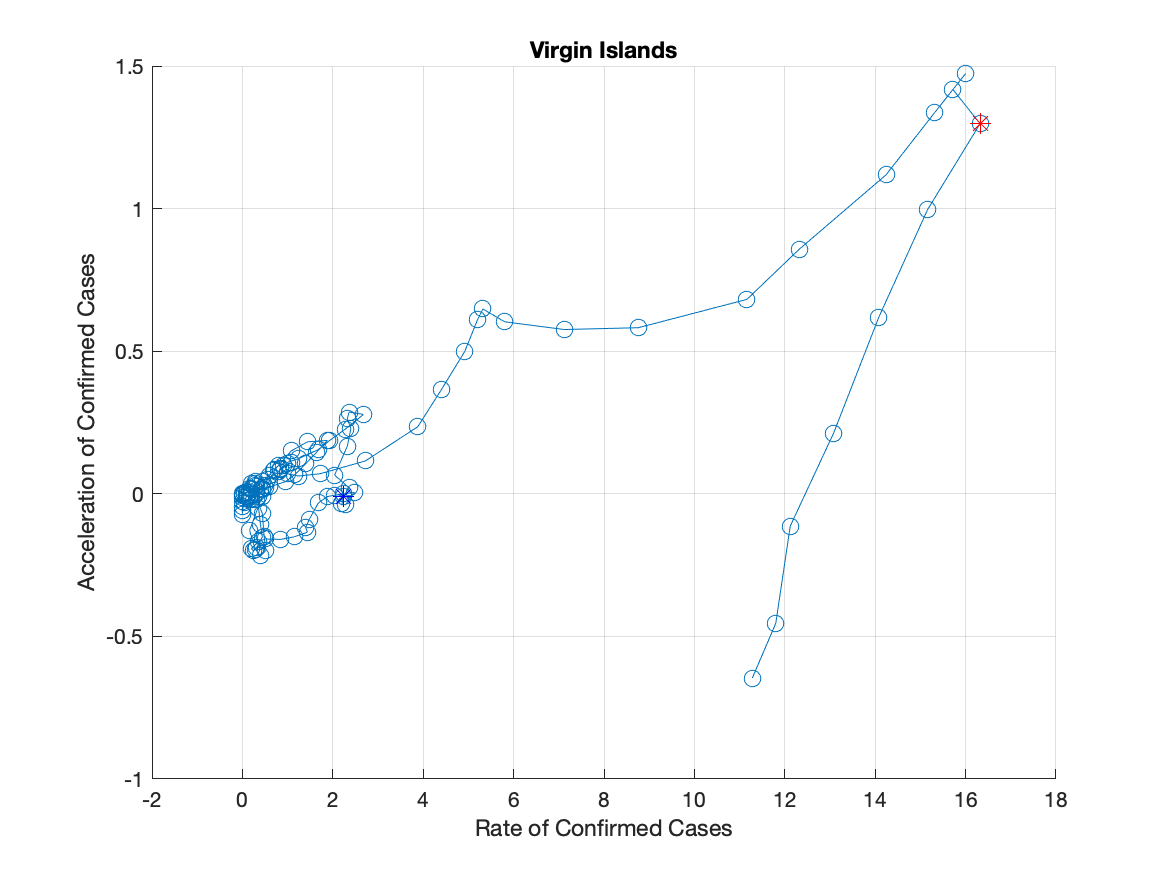 Virgin Islands
1.5
1
0.5
0
-0.5
-1
Acceleration of Confirmed Cases
-2 0 2 4 6 8 10 12 14 16 18
Rate of Confirmed Cases